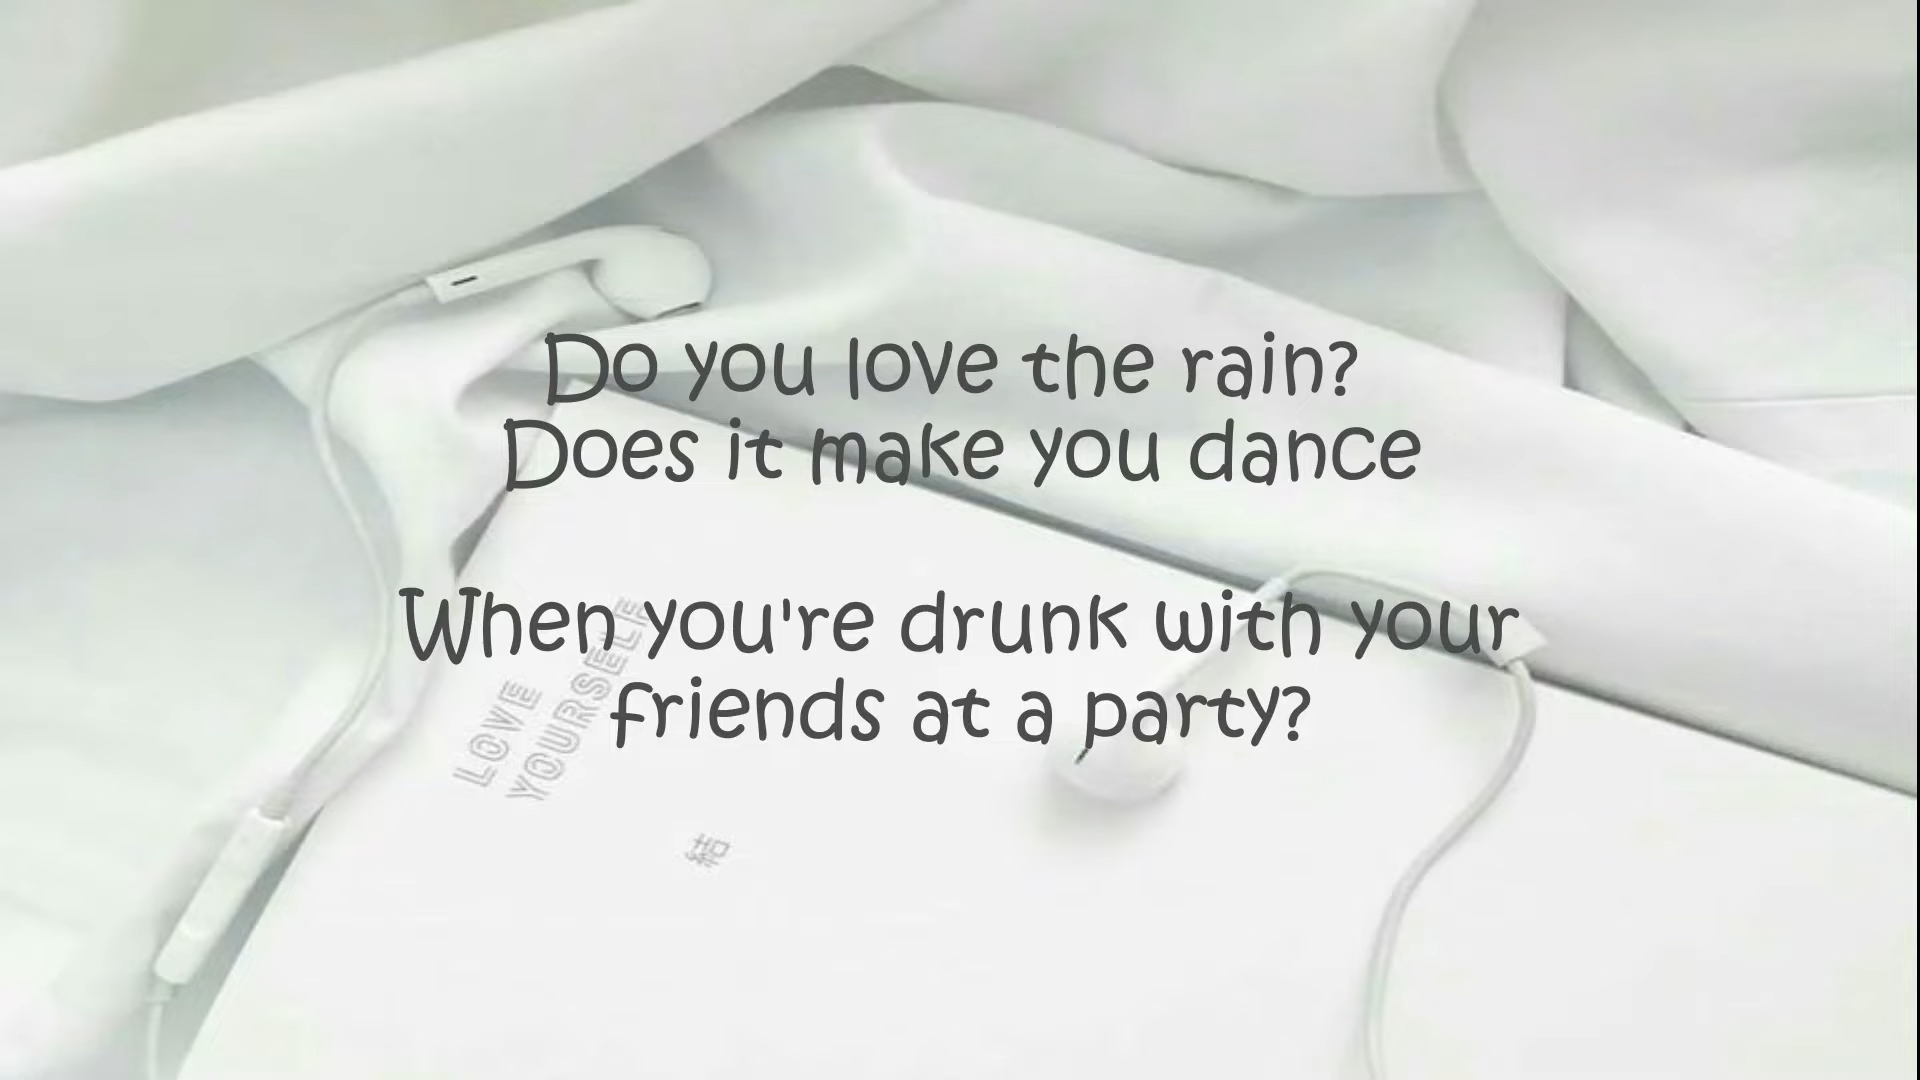 Do you love the rain?
Does it make you dance
When you're drunk with your
friends at a party?
LOVE
YOURSELF
結